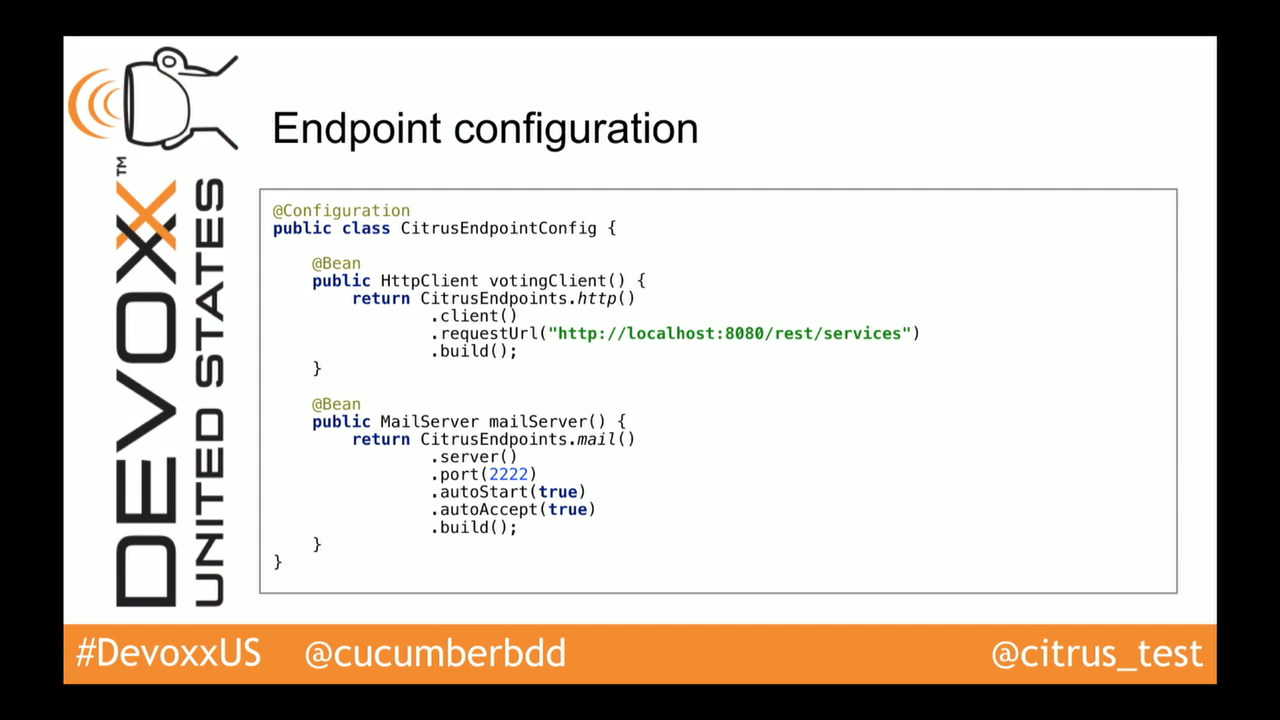 DEVOXX™
UNITED STATES
Endpoint configuration
@Configuration
public class CitrusEndpointConfig {
    @Bean
    public HttpClient votingClient() {
        return CitrusEndpoints.http()
                .client()
                .requestUrl("http://localhost:8080/rest/services")
                .build();
    }
    @Bean
    public MailServer mailServer() {
        return CitrusEndpoints.mail()
                .server()
                .port(2222)
                .autoStart(true)
                .autoAccept(true)
                .build();
    }
}
#DevoxxUS @cucumberbdd @citrus_test